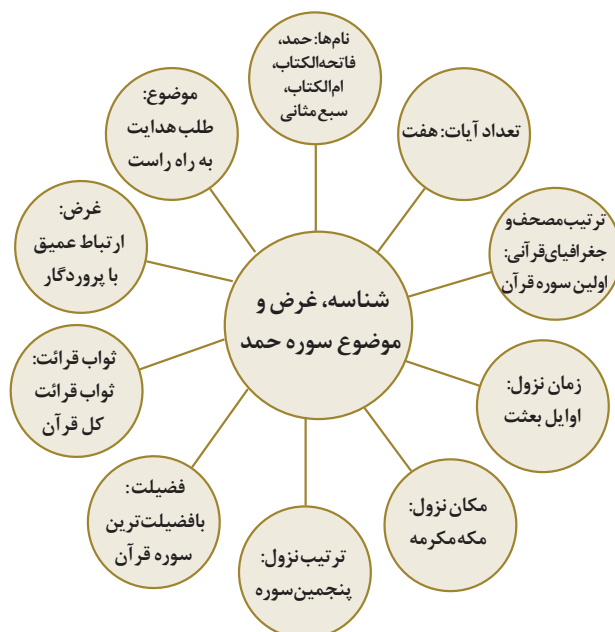 شناسه، غرض و
موضوع سوره حمد
نام‌ها: حمد،
فاتحه‌الکتاب،
ام‌الکتاب،
سبع مثانی
تعداد آیات: هفت
ترتیب مصحف و
جغرافیای قرآنی:
اولین سوره قرآن
زمان نزول:
اوایل بعثت
مکان نزول:
مکه مکرمه
ترتیب نزول:
پنجمین سوره
فضیلت:
بافضیلت‌ترین
سوره قرآن
ثواب قرائت:
ثواب قرائت
کل قرآن
غرض:
ارتباط عمیق
با پروردگار
موضوع:
طلب هدایت
به راه راست